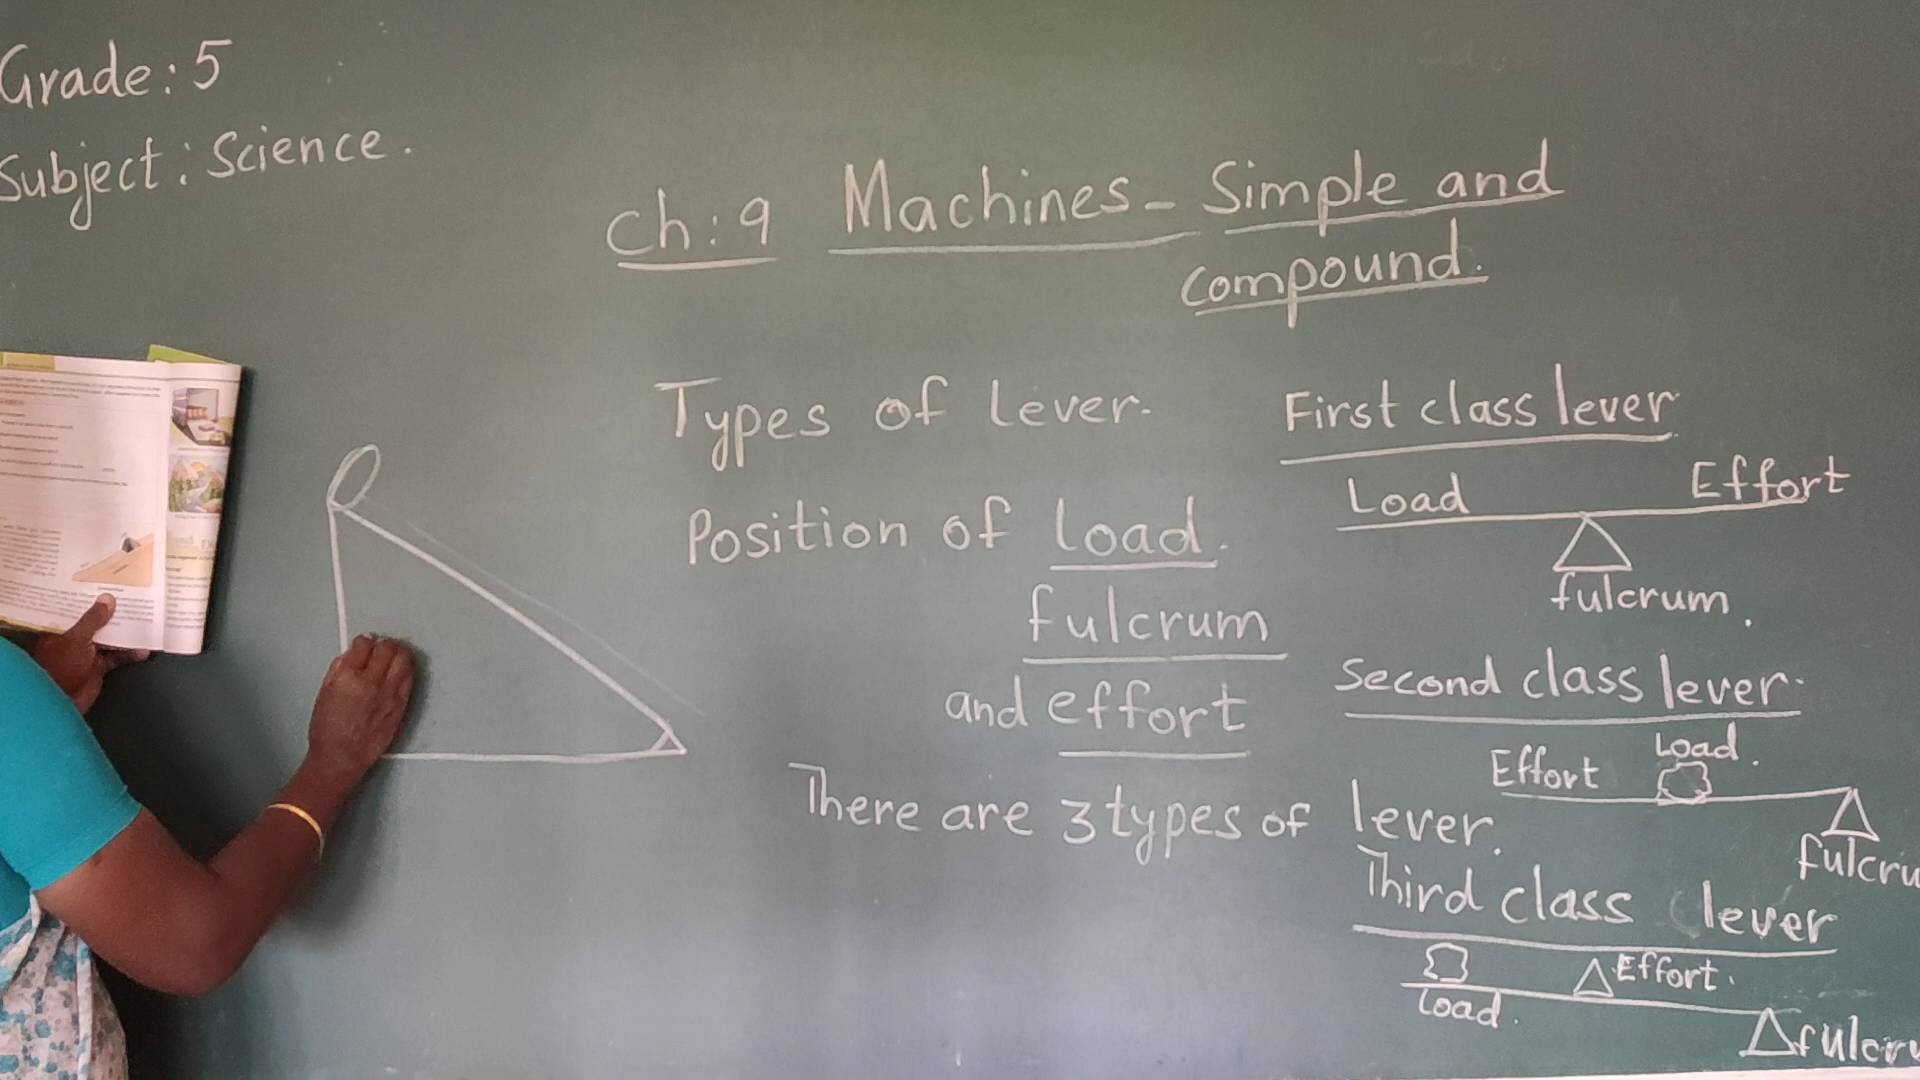 Grade: 5
Subject: Science.
Ch: 9 Machines - Simple and
compound.
Types of lever.
Position of load.
fulcrum
and effort
There are 3 types of lever.
First class lever
Load Effort
fulcrum.
Second class lever.
Effort Load.
fulcru
Third class lever
Effort.
Load.
fulcru